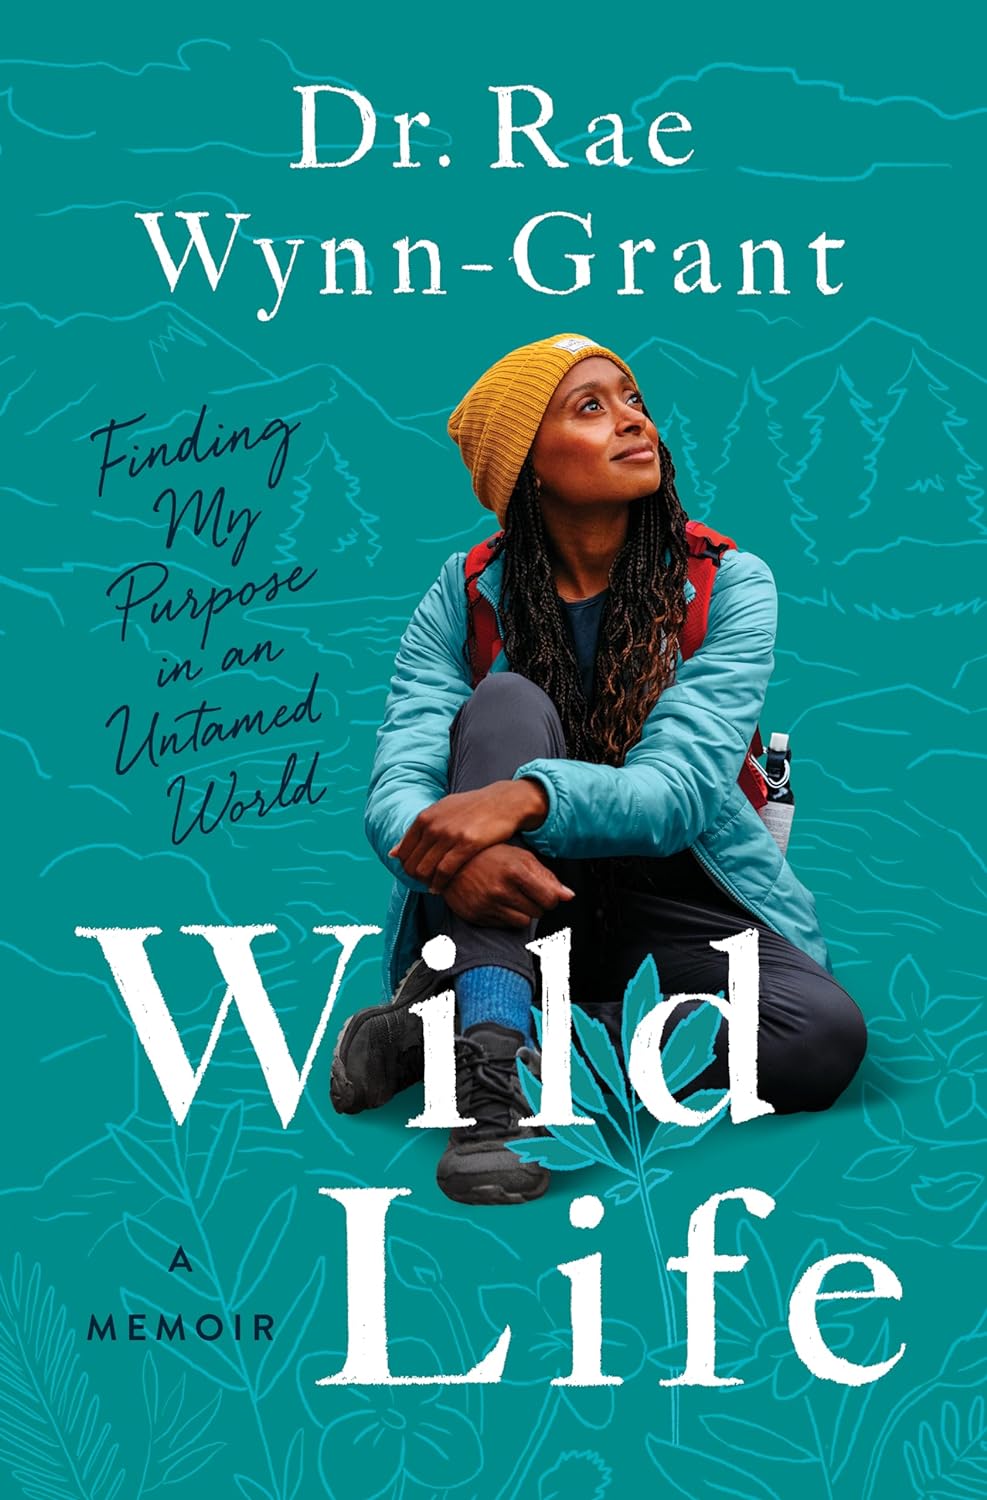 Dr. Rae
Wynn-Grant
Finding
My
Purpose
in an
Untamed
World
Wild
Life
A
MEMOIR